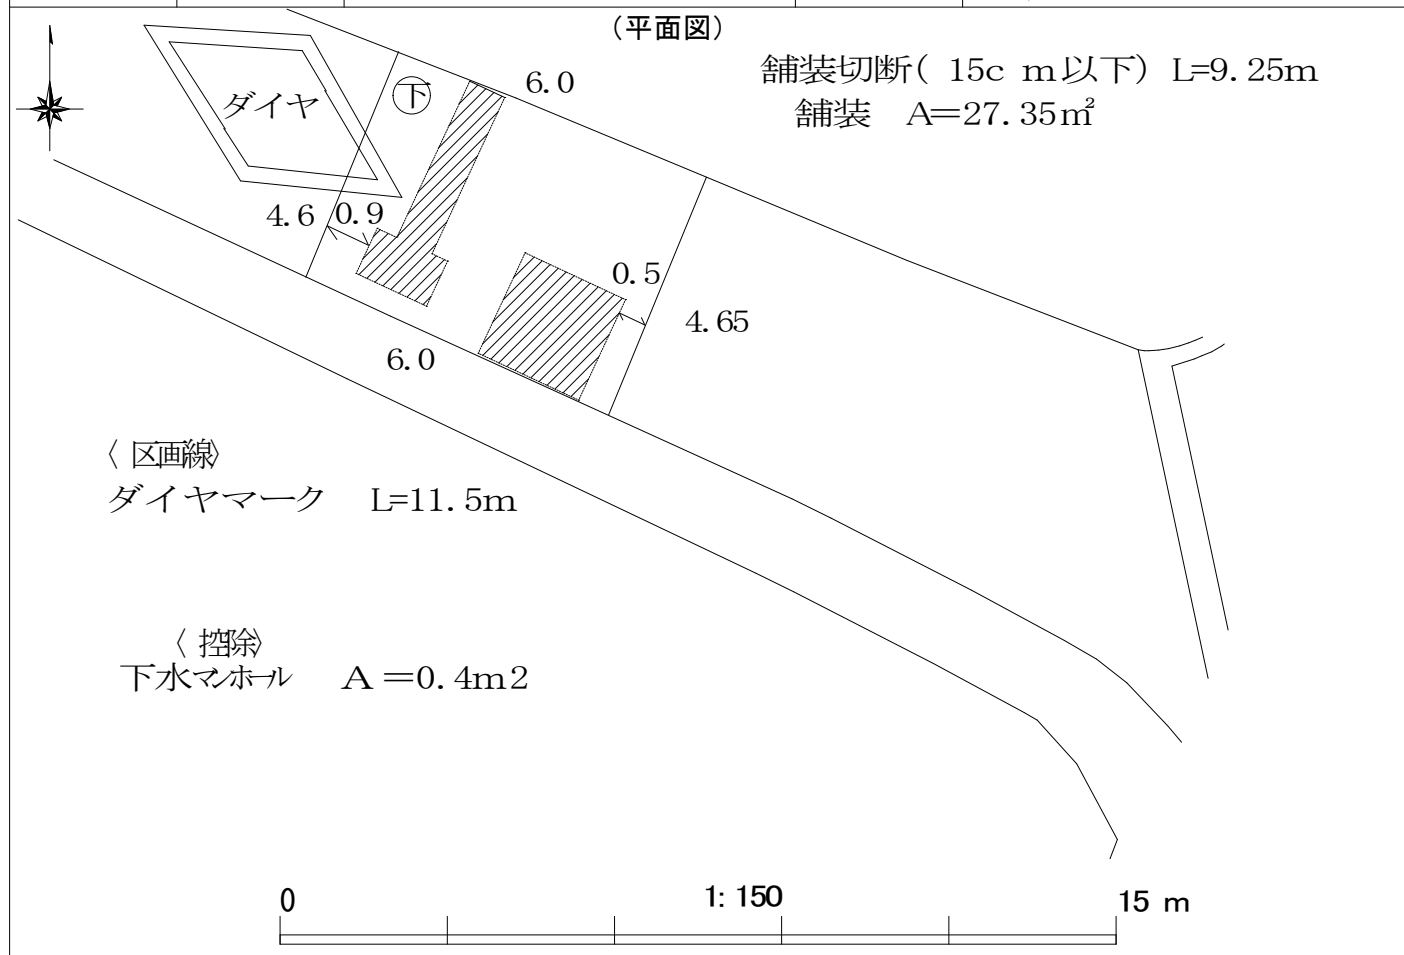 (平面図)
舗装切断( 15c m以下) L=9.25m
舗装 A=27.35㎡
ダイヤ
下
6.0
4.6
0.9
0.5
4.65
6.0
〈 区画線〉
ダイヤマーク L=11.5m
〈 控除〉
下水マンホール A =0.4m2
0
1:150
15 m